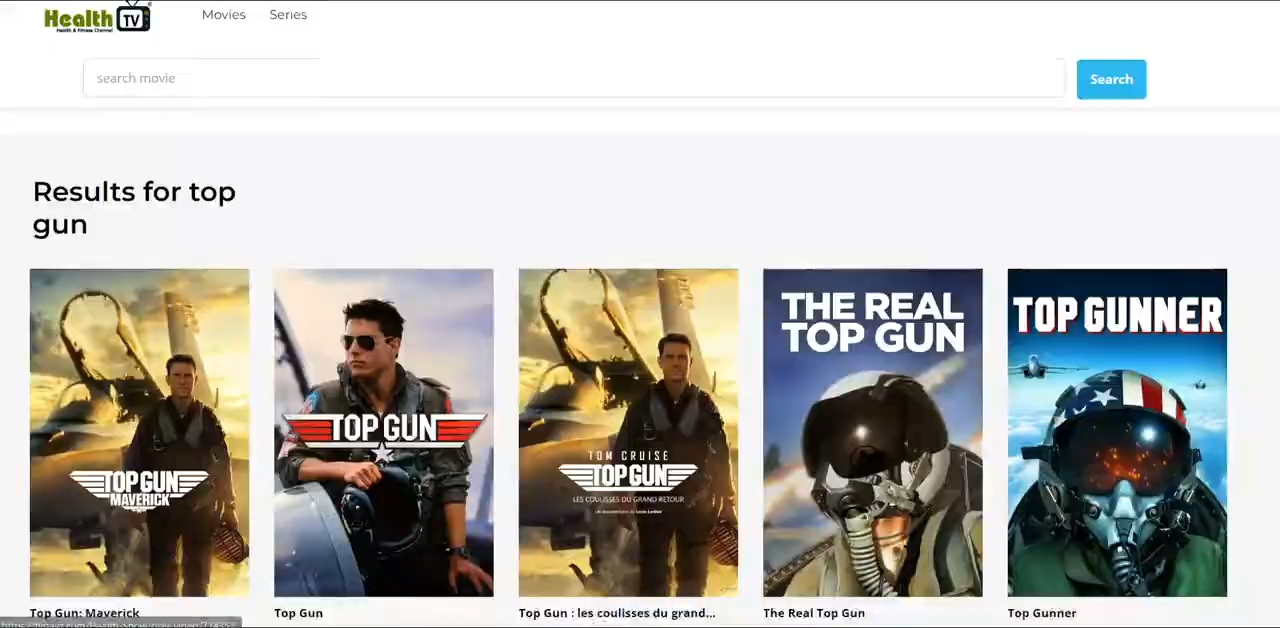 Health TV
Health & Fitness Channel
Movies
Series
search movie
Search
Results for top
gun
TOP GUN
MAVERICK
TOP GUN
TOM CRUISE
TOP GUN
LES COULISSES DU GRAND RETOUR
THE REAL
TOP GUN
TOP GUNNER
Top Gun: Maverick
Top Gun
Top Gun : les coulisses du grand...
The Real Top Gun
Top Gunner